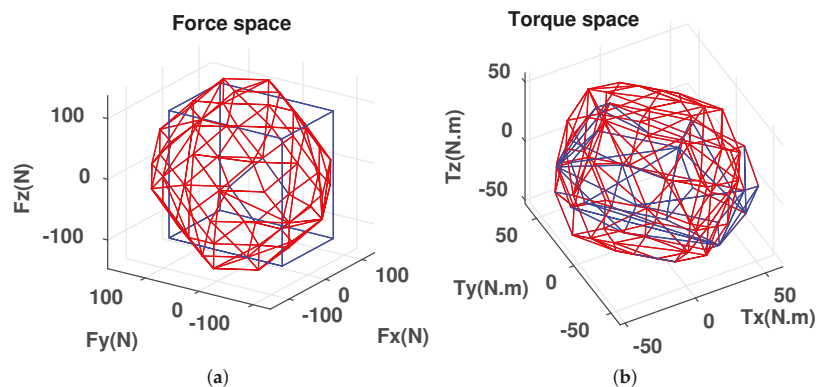 Force space
100
0
-100
Fz(N)
100
0
-100
Fy(N)
-100
0
100
Fx(N)
(a)
Torque space
50
0
-50
Tz(N.m)
50
0
-50
Ty(N.m)
-50
0
50
Tx(N.m)
(b)